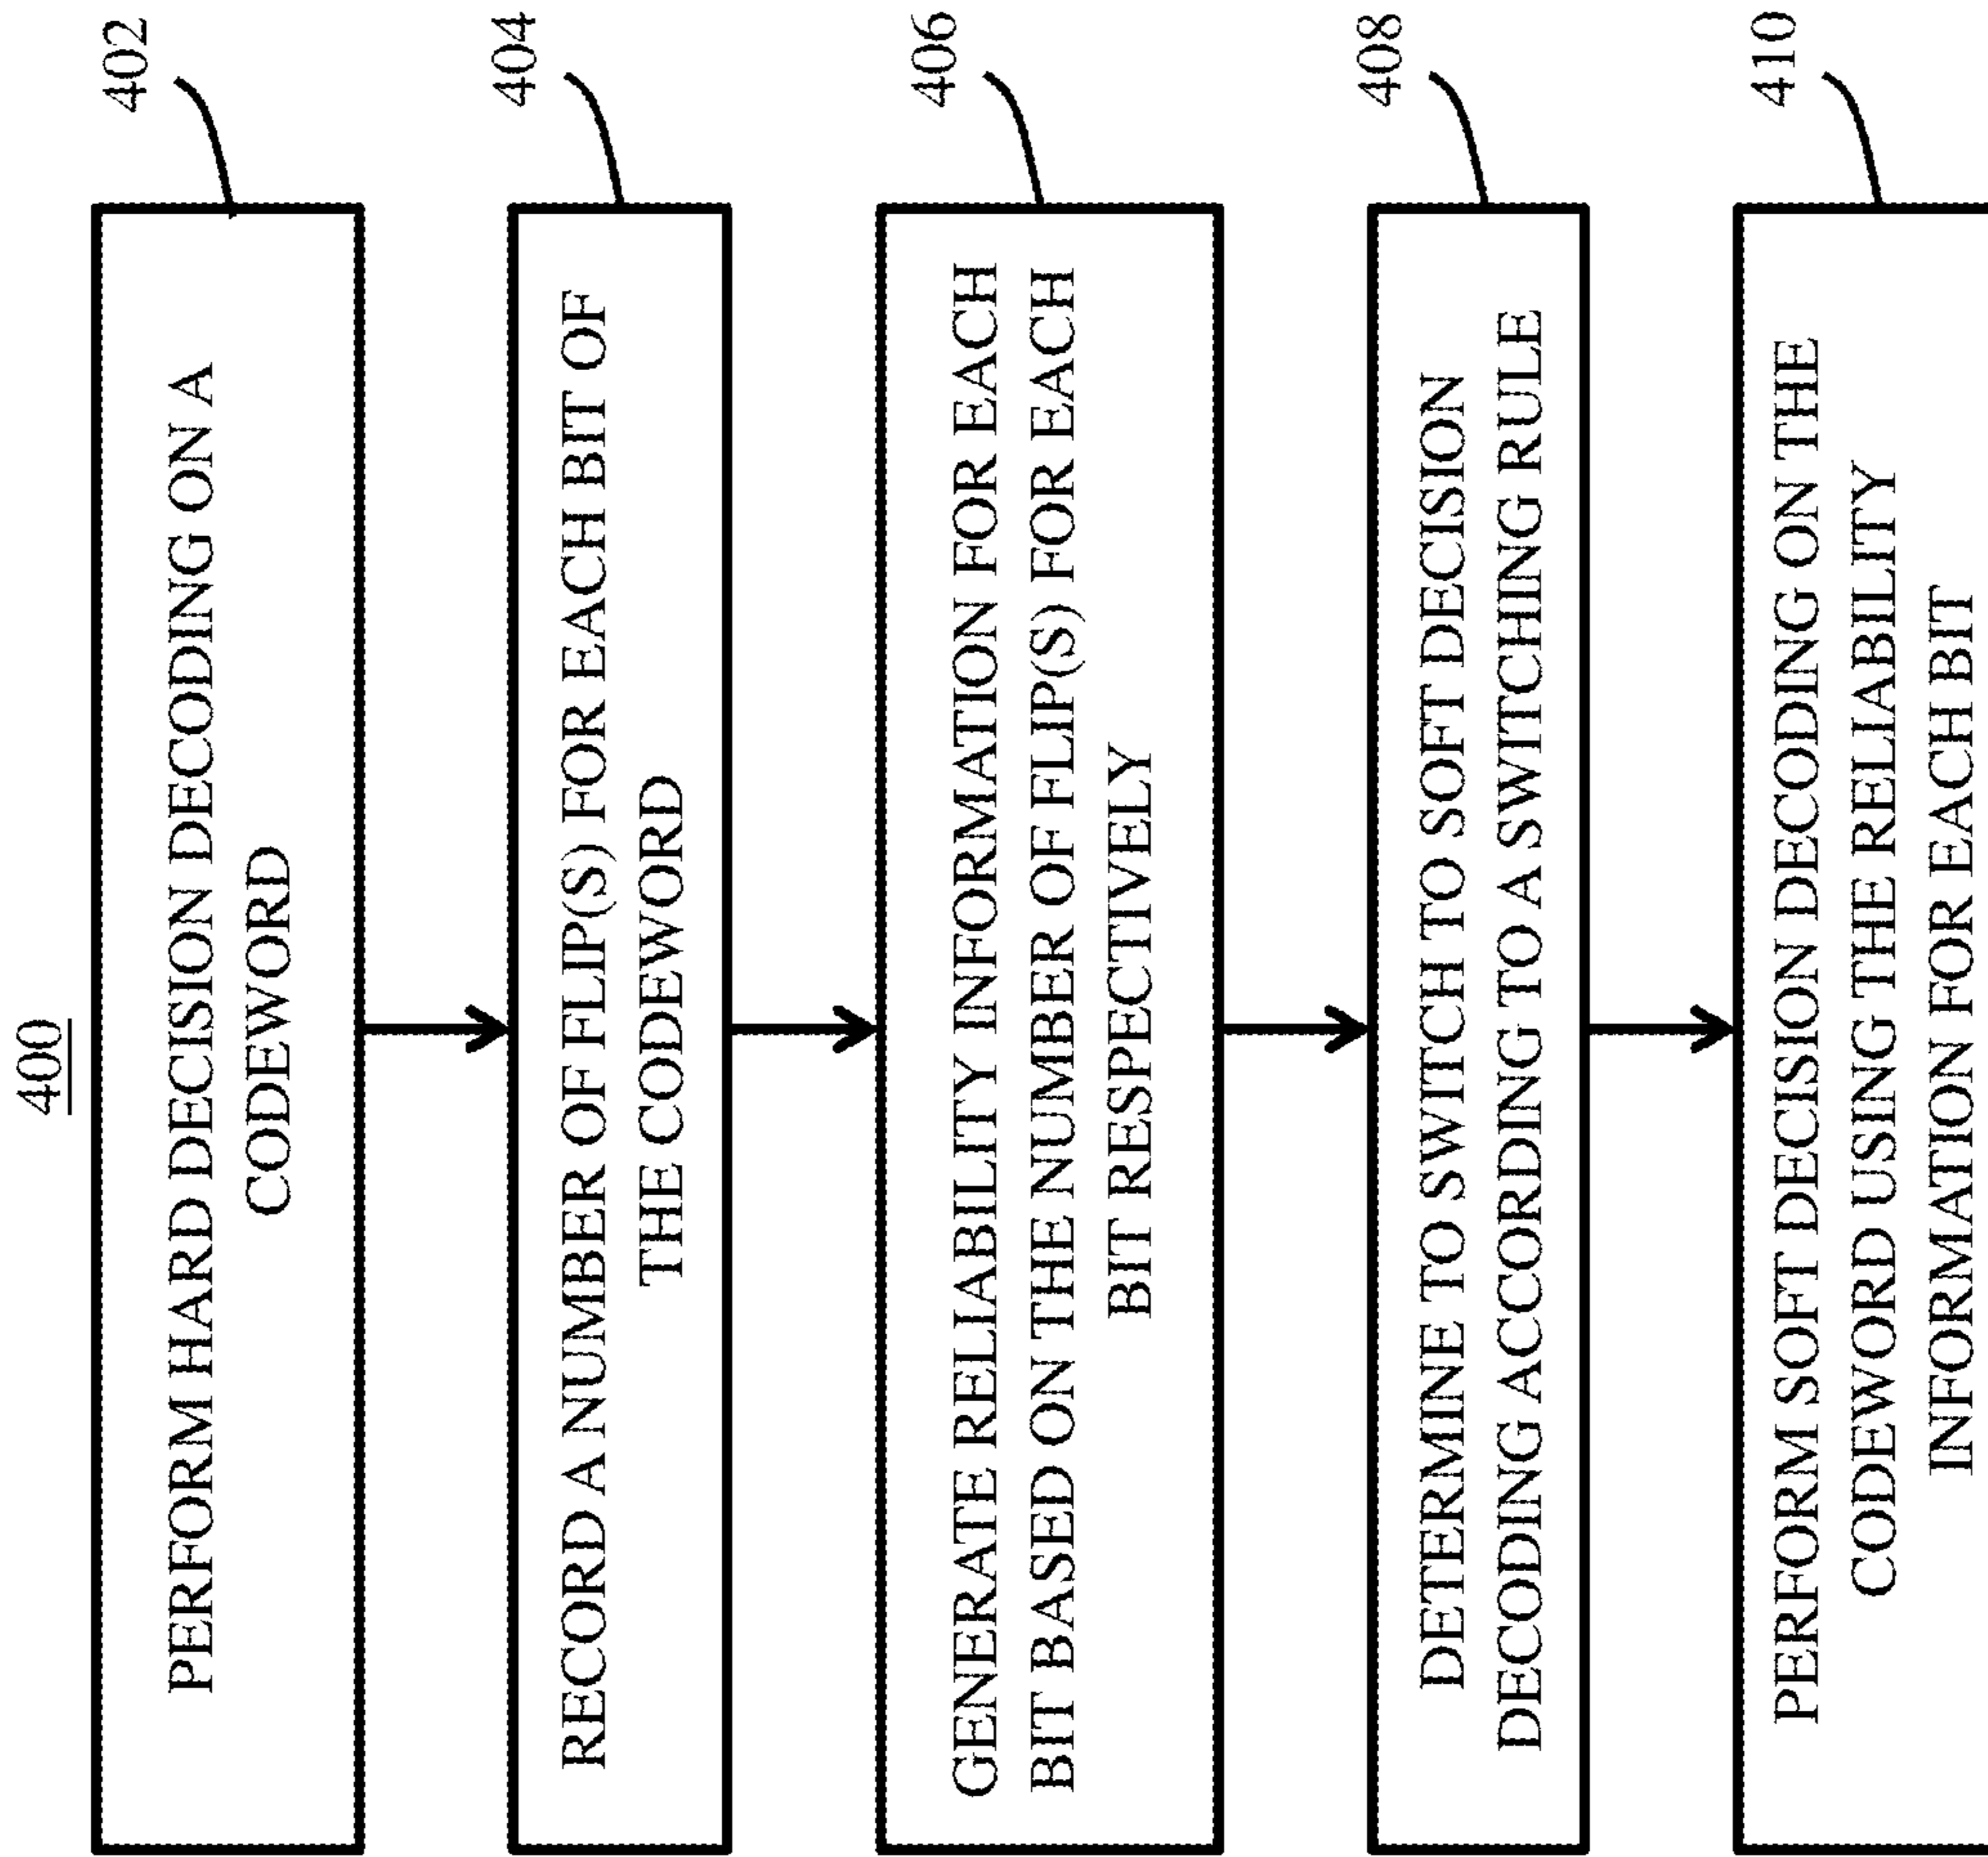 400
PERFORM HARD DECISION DECODING ON A
CODEWORD
402
RECORD A NUMBER OF FLIP(S) FOR EACH BIT OF
THE CODEWORD
404
GENERATE RELIABILITY INFORMATION FOR EACH
BIT BASED ON THE NUMBER OF FLIP(S) FOR EACH
BIT RESPECTIVELY
406
DETERMINE TO SWITCH TO SOFT DECISION
DECODING ACCORDING TO A SWITCHING RULE
408
PERFORM SOFT DECISION DECODING ON THE
CODEWORD USING THE RELIABILITY
INFORMATION FOR EACH BIT
410